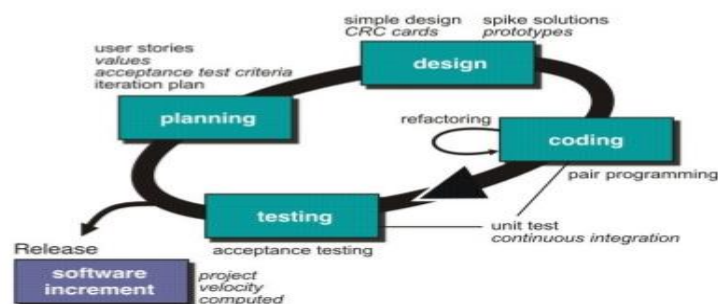 simple design
CRC cards
spike solutions
prototypes
user stories
values
acceptance test criteria
iteration plan
design
planning
refactoring
coding
pair programming
testing
unit test
continuous integration
acceptance testing
Release
software
increment
project
velocity
computed